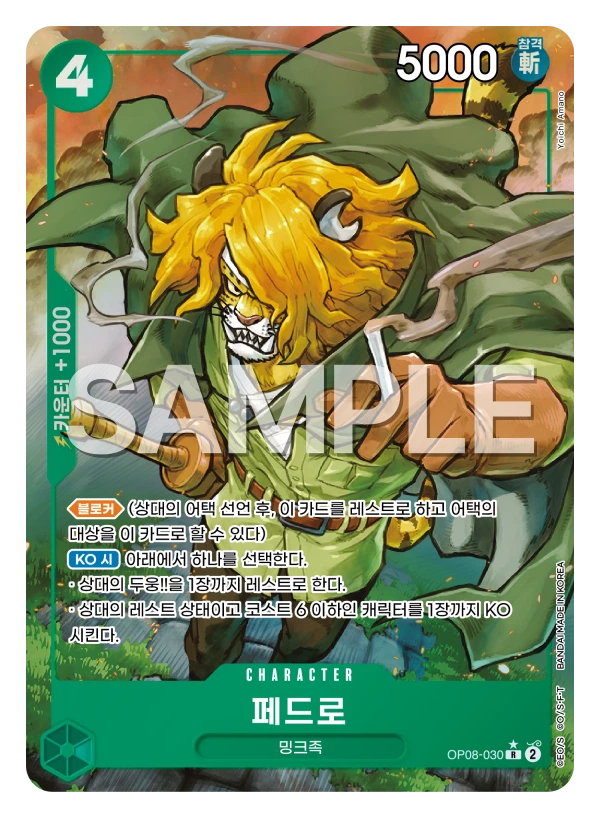 4
5000
참격
斬
Yoichi Amano
카운터 +1000
SAMPLE
블로커 (상대의 어택 선언 후, 이 카드를 레스트로 하고 어택의
대상을 이 카드로 할 수 있다)
KO 시 아래에서 하나를 선택한다.
· 상대의 두웅!!을 1장까지 레스트로 한다.
· 상대의 레스트 상태이고 코스트 6 이하인 캐릭터를 1장까지 KO
시킨다.
CHARACTER
페드로
밍크족
OP08-030 R 2
©EO/S ©O/S·F·T BANDAI MADE IN KOREA